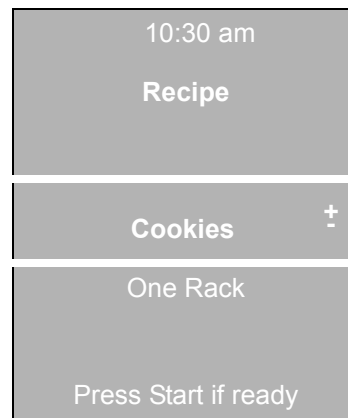 10:30 am
Recipe
Cookies
+
-
One Rack
Press Start if ready